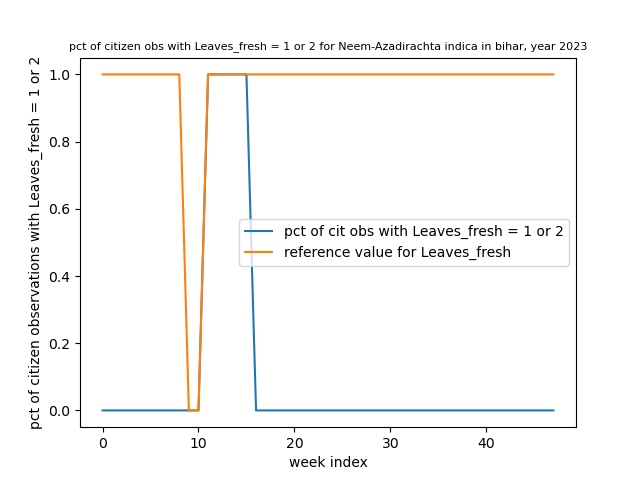 pct of citizen obs with Leaves_fresh = 1 or 2 for Neem-Azadirachta indica in bihar, year 2023
pct of citizen observations with Leaves_fresh = 1 or 2
1.0
0.8
0.6
0.4
0.2
0.0
pct of cit obs with Leaves_fresh = 1 or 2
reference value for Leaves_fresh
0
10
20
30
40
week index